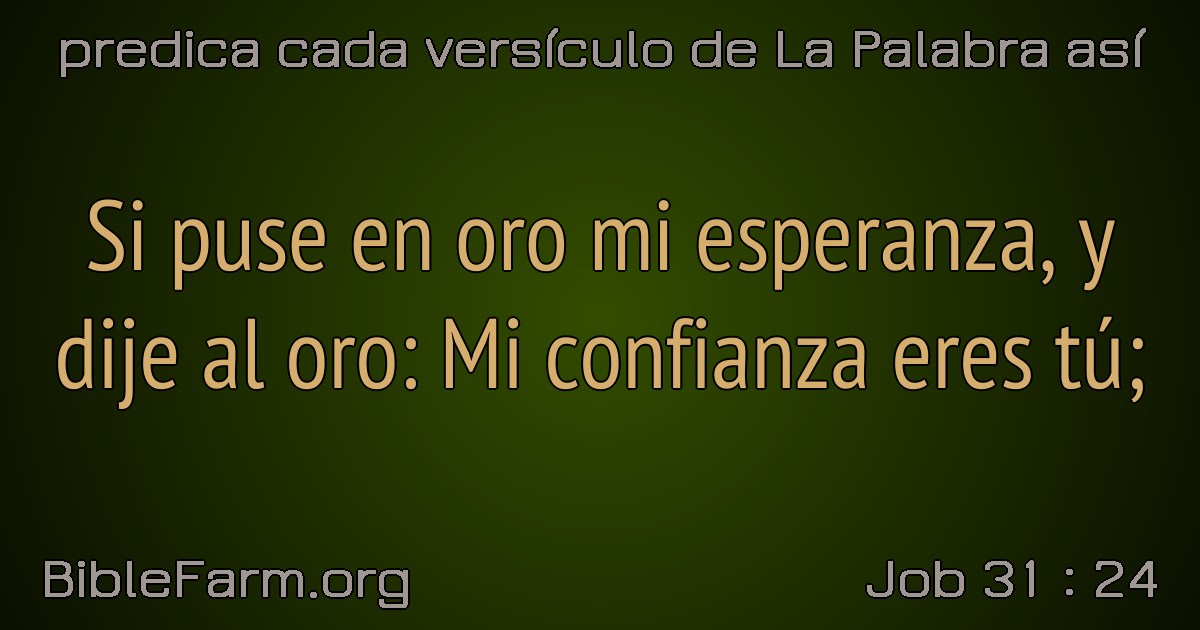 predica cada versículo de La Palabra así
Si puse en oro mi esperanza, y
dije al oro: Mi confianza eres tú;
BibleFarm.org
Job 31 : 24